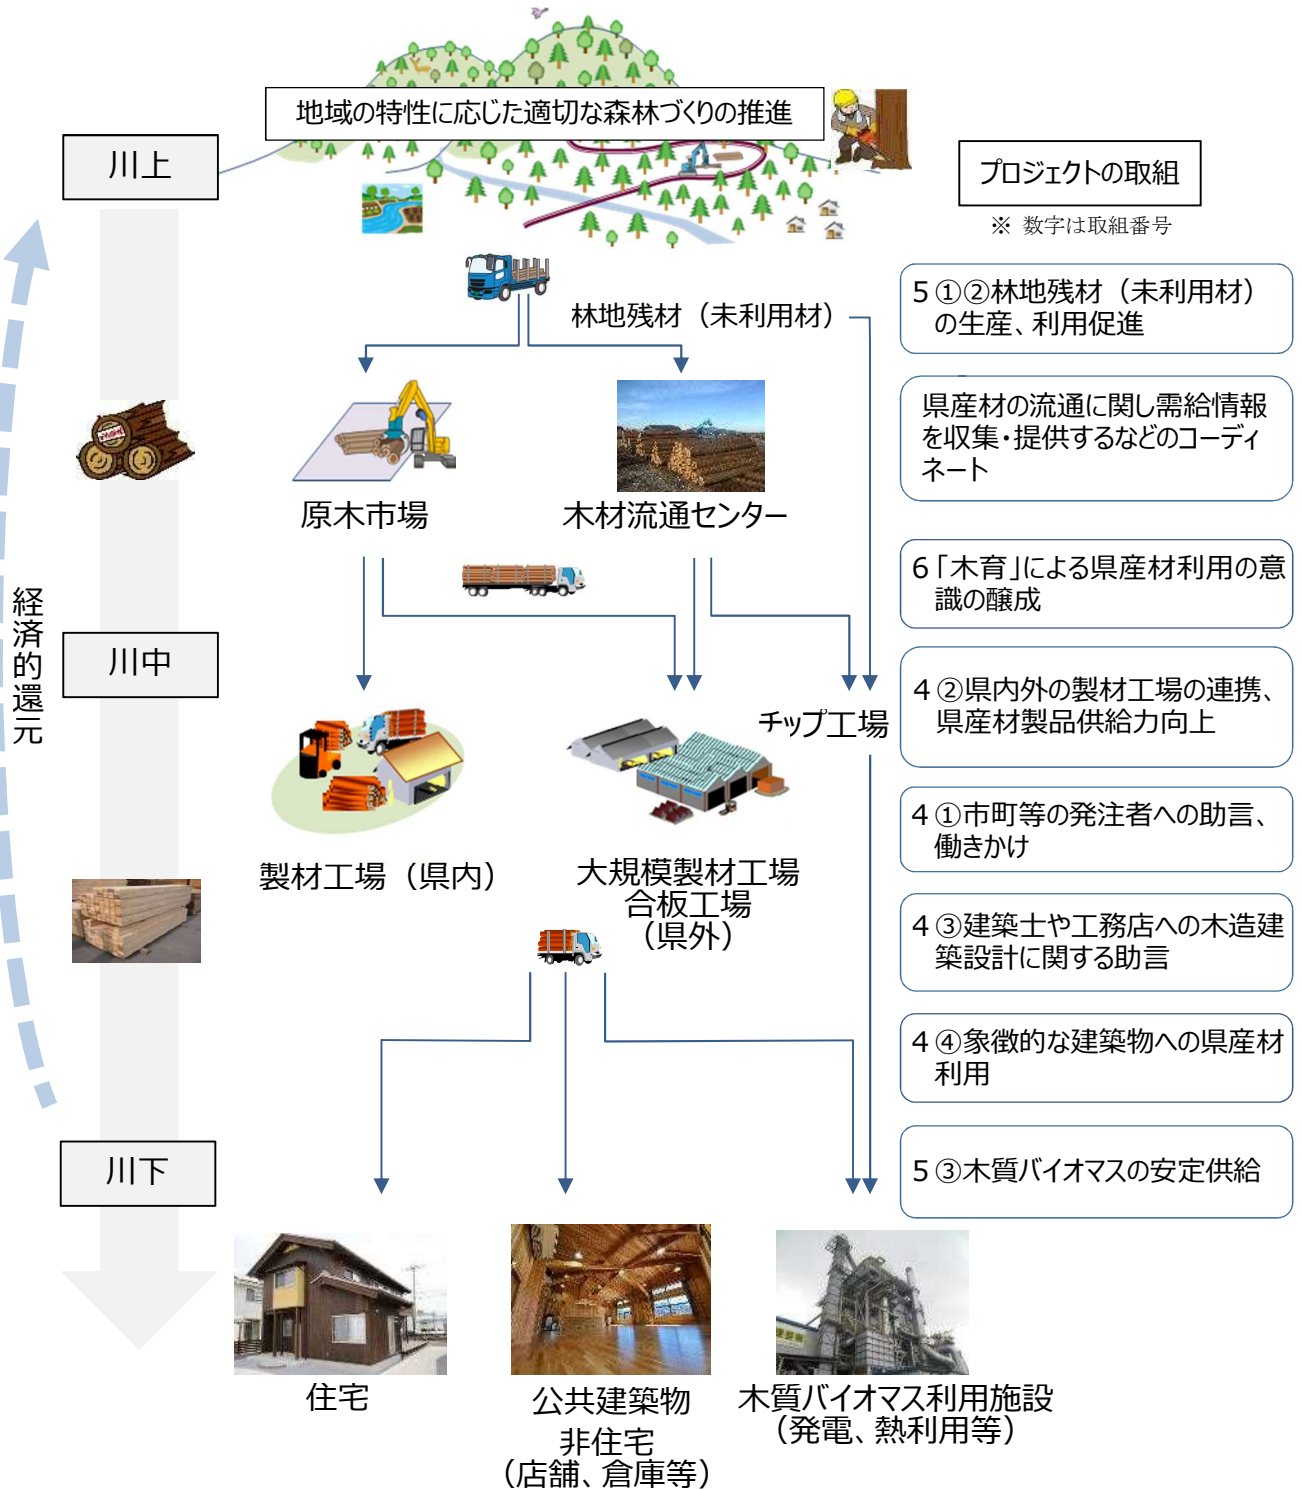 地域の特性に応じた適切な森林づくりの推進
川上
プロジェクトの取組
※ 数字は取組番号
林地残材（未利用材）
5①②林地残材（未利用材）
の生産、利用促進
県産材の流通に関し需給情報
を収集・提供するなどのコーディ
ネート
原木市場
木材流通センター
6「木育」による県産材利用の意
識の醸成
経済的還元
川中
4②県内外の製材工場の連携、
県産材製品供給力向上
チップ工場
4①市町等の発注者への助言、
働きかけ
製材工場（県内）
大規模製材工場
合板工場
（県外）
4③建築士や工務店への木造建
築設計に関する助言
4④象徴的な建築物への県産材
利用
川下
5③木質バイオマスの安定供給
住宅
公共建築物
非住宅
（店舗、倉庫等）
木質バイオマス利用施設
（発電、熱利用等）